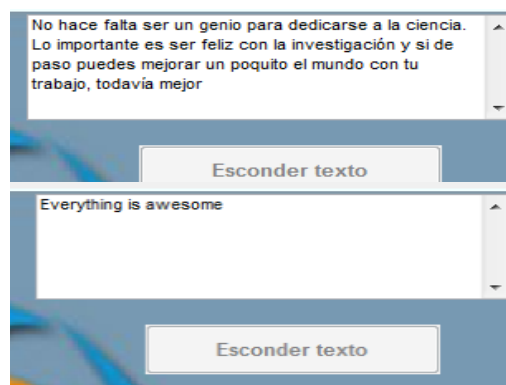 No hace falta ser un genio para dedicarse a la ciencia.
Lo importante es ser feliz con la investigación y si de
paso puedes mejorar un poquito el mundo con tu
trabajo, todavía mejor
Esconder texto
Everything is awesome
Esconder texto